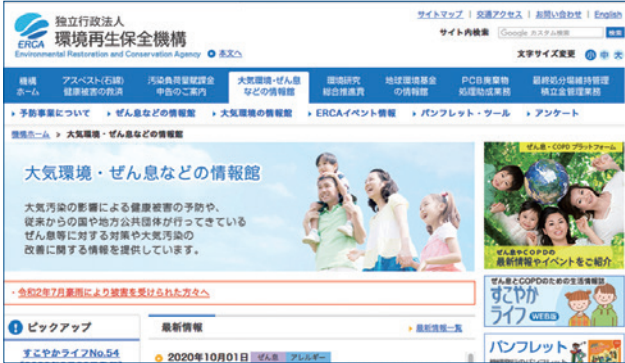 サイトマップ | 交通アクセス | お問い合わせ | English
独立行政法人
環境再生保全機構
ERCA
Environmental Restoration and Conservation Agency
本文へ
サイト内検索
Google カスタム検索
検索
文字サイズ変更 小 中 大
機構
ホーム
アスベスト(石綿)
健康被害の救済
汚染負荷量賦課金
申告のご案内
大気環境・ぜん息
などの情報館
環境研究
総合推進費
地球環境基金
の情報館
PCB廃棄物
処理助成業務
最終処分場維持管理
積立金管理業務
予防事業について
ぜん息などの情報館
大気環境の情報館
ERCAイベント情報
パンフレット・ツール
アンケート
機構ホーム > 大気環境・ぜん息などの情報館
大気環境・ぜん息などの情報館
大気汚染の影響による健康被害の予防や、
従来からの国や地方公共団体が行ってきている
ぜん息等に対する対策や大気汚染の
改善に関する情報を提供しています。
ぜん息・COPD プラットフォーム
ぜん息やCOPDの
最新情報やイベントをご紹介
・令和2年7月豪雨により被害を受けられた方々へ
ぜん息とCOPDのための生活情報誌
すこやか
ライフ WEB版
ピックアップ
最新情報
最新情報一覧
パンフレット
すこやかライフNo.54
2020年10月01日 ぜん息 アレルギー